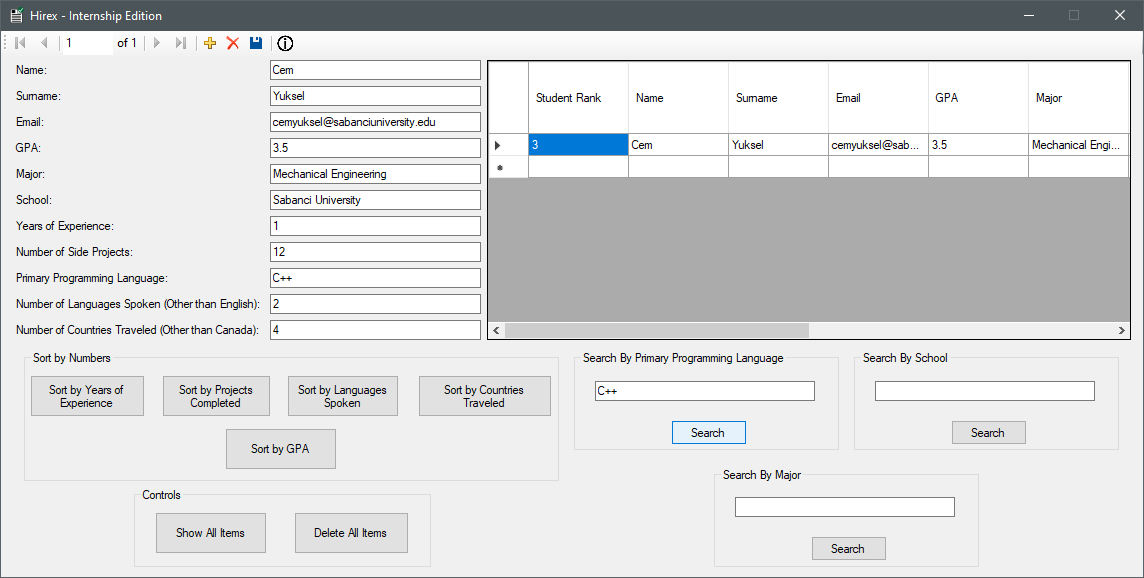 Hirex - Internship Edition
1 of 1
Name: Cem
Surname: Yuksel
Email: cemyuksel@sabanciuniversity.edu
GPA: 3.5
Major: Mechanical Engineering
School: Sabanci University
Years of Experience: 1
Number of Side Projects: 12
Primary Programming Language: C++
Number of Languages Spoken (Other than English): 2
Number of Countries Traveled (Other than Canada): 4
Student Rank Name Surname Email GPA Major
3 Cem Yuksel cemyuksel@sab... 3.5 Mechanical Engi...
Sort by Numbers
Sort by Years of
Experience
Sort by Projects
Completed
Sort by Languages
Spoken
Sort by Countries
Traveled
Sort by GPA
Search By Primary Programming Language
C++
Search
Search By School
Search
Controls
Show All Items
Delete All Items
Search By Major
Search